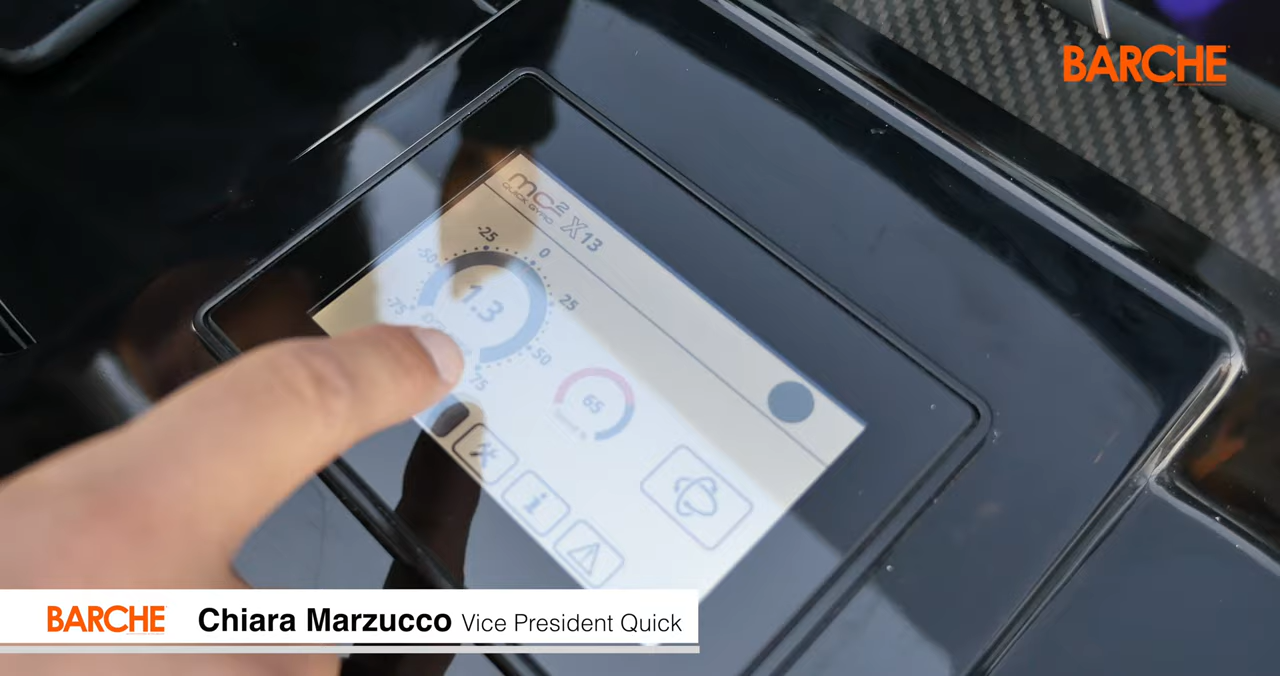 BARCHE
MC²
QUICK GYRO
X13
-25
0
-50
25
-75
1.3
50
75
65
BARCHE Chiara Marzucco Vice President Quick